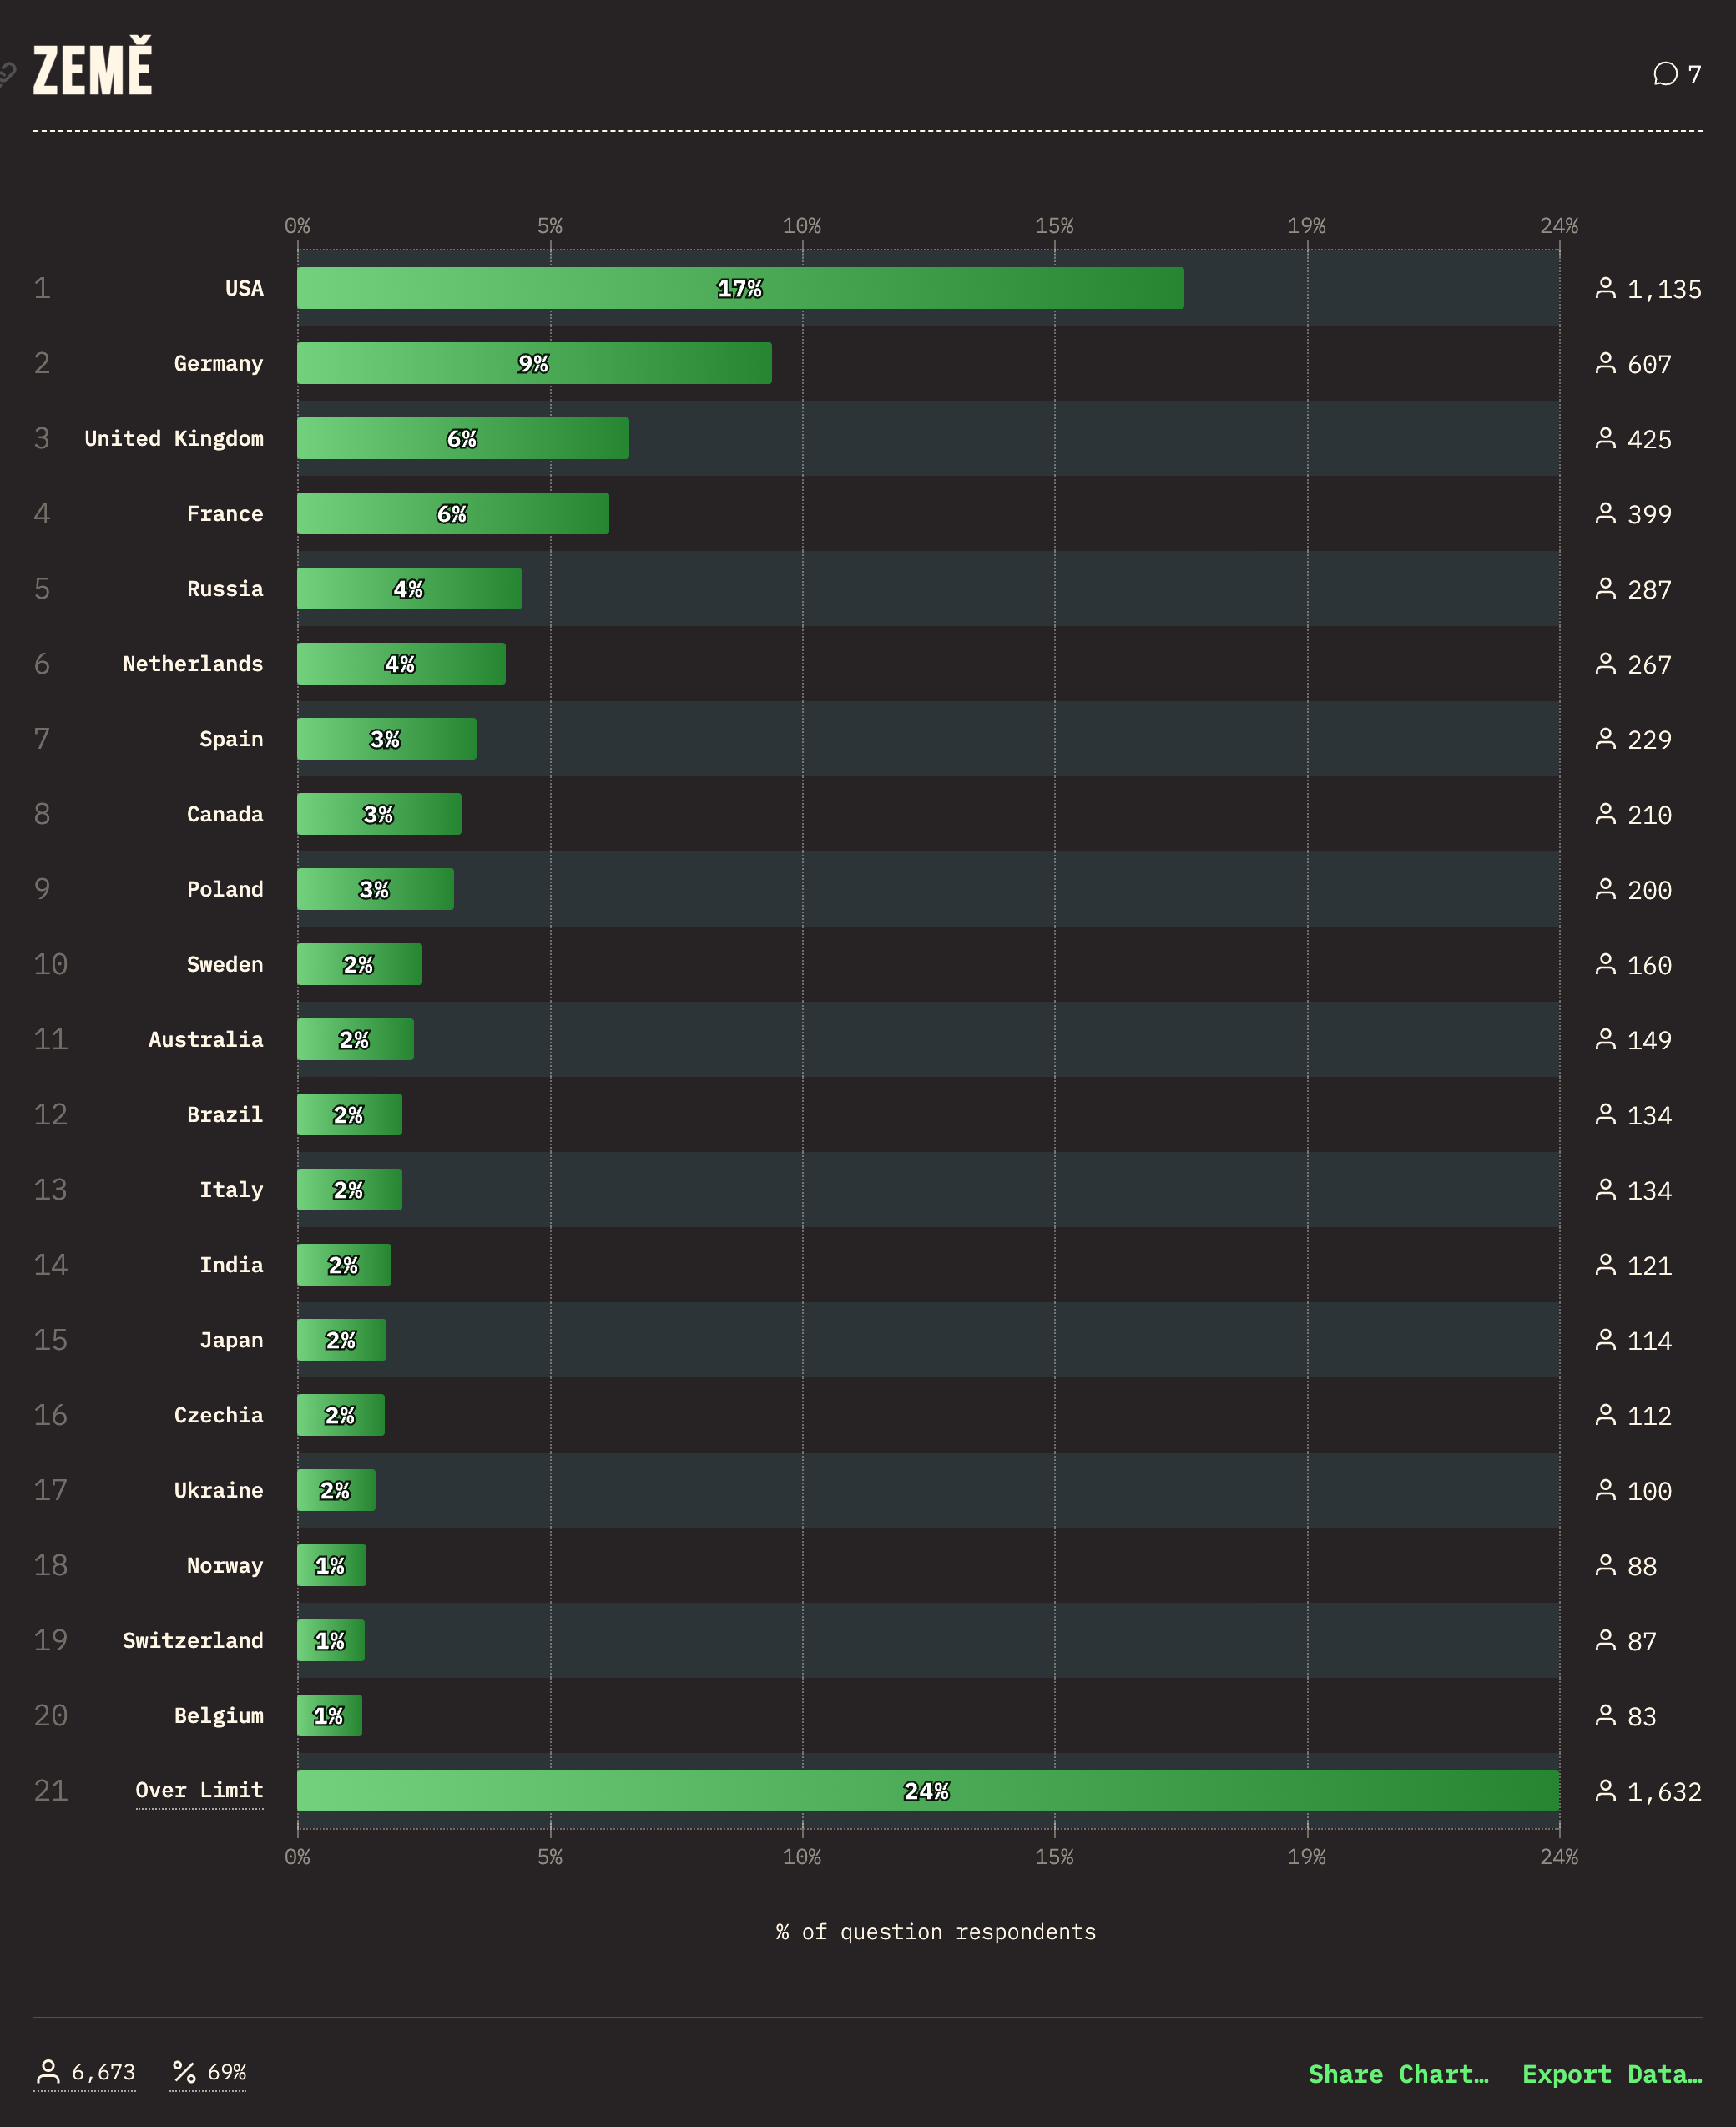 ZEMĚ 7
0% 5% 10% 15% 19% 24%
1 USA 17% 1,135
2 Germany 9% 607
3 United Kingdom 6% 425
4 France 6% 399
5 Russia 4% 287
6 Netherlands 4% 267
7 Spain 3% 229
8 Canada 3% 210
9 Poland 3% 200
10 Sweden 2% 160
11 Australia 2% 149
12 Brazil 2% 134
13 Italy 2% 134
14 India 2% 121
15 Japan 2% 114
16 Czechia 2% 112
17 Ukraine 2% 100
18 Norway 1% 88
19 Switzerland 1% 87
20 Belgium 1% 83
21 Over Limit 24% 1,632
0% 5% 10% 15% 19% 24%
% of question respondents
6,673 % 69% Share Chart… Export Data…